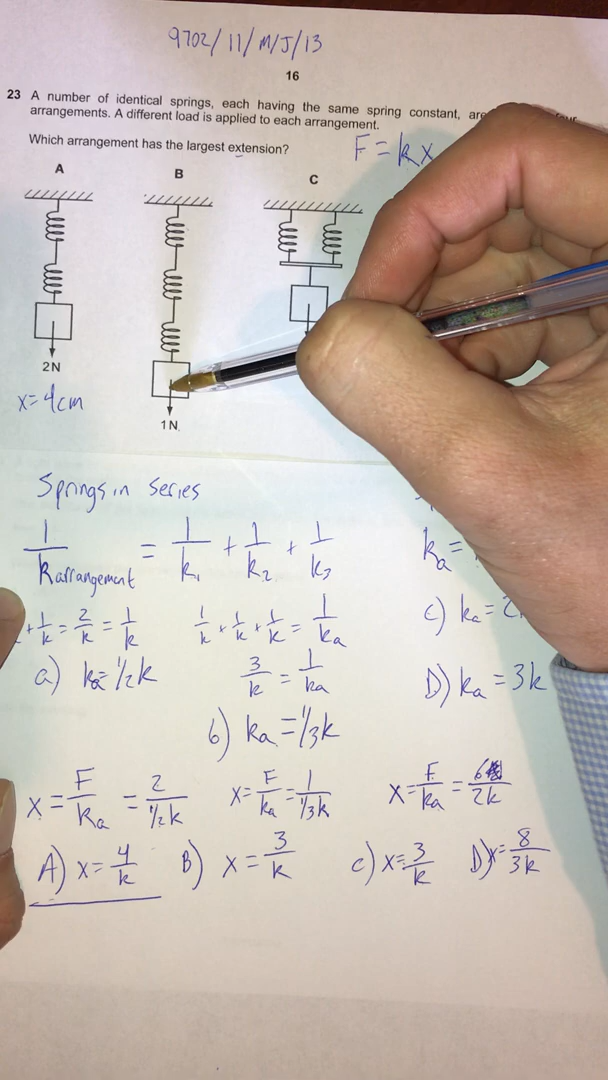 9702/11/M/J/13
16
23 A number of identical springs, each having the same spring constant, are four
arrangements. A different load is applied to each arrangement.
Which arrangement has the largest extension?
F = kx
A B C
2N
x=4cm
1N
Springs in series
1/Karrangement = 1/k₁ + 1/k₂ + 1/k₃
ka=
+1/k = 2/k = 1/k
1/k + 1/k + 1/k = 1/ka
c) ka = 2
a) ka=½k
3/k = 1/ka
D) ka = 3k
b) ka = 1/3k
x = F/Ka = 2/½k
x= F/ka = 1/⅓k
x= F/ka = 6/2k
A) x= 4/k
B) x = 3/k
c) x= 3/k
D) x= 8/3k